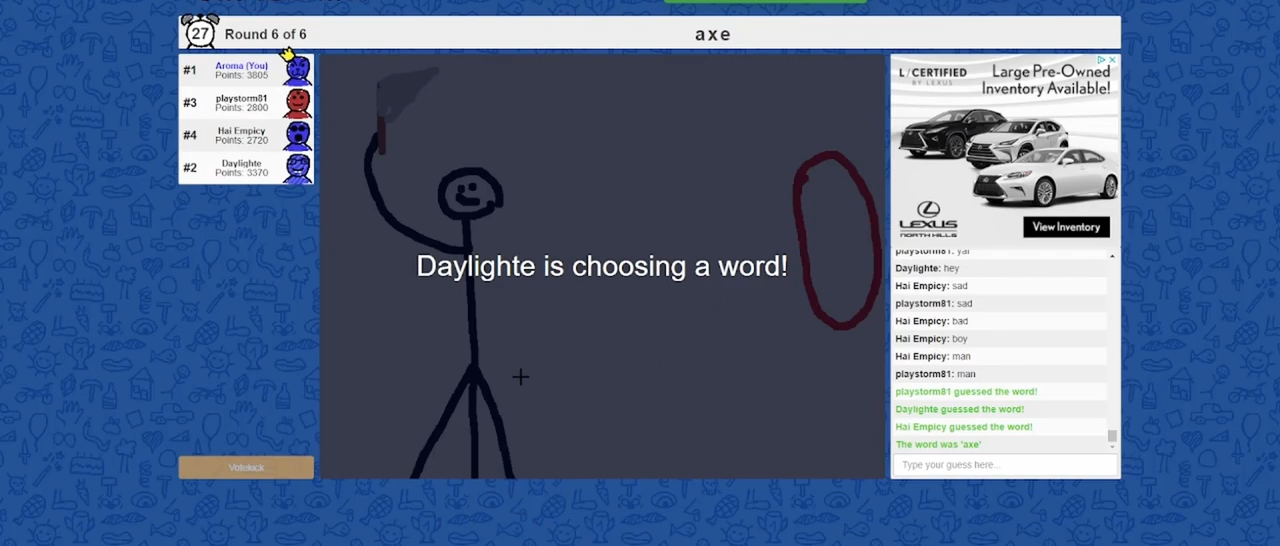 27
Round 6 of 6
axe
#1
Aroma (You)
Points: 3805
#3
playstorm81
Points: 2800
#4
Hai Empicy
Points: 2720
#2
Daylighte
Points: 3370
Votekick
Daylighte is choosing a word!
L/CERTIFIED
BY LEXUS
Large Pre-Owned
Inventory Available!
LEXUS
NORTH HILLS
View Inventory
Daylighte: hey
Hai Empicy: sad
playstorm81: sad
Hai Empicy: bad
Hai Empicy: boy
Hai Empicy: man
playstorm81: man
playstorm81 guessed the word!
Daylighte guessed the word!
Hai Empicy guessed the word!
The word was 'axe'
Type your guess here...